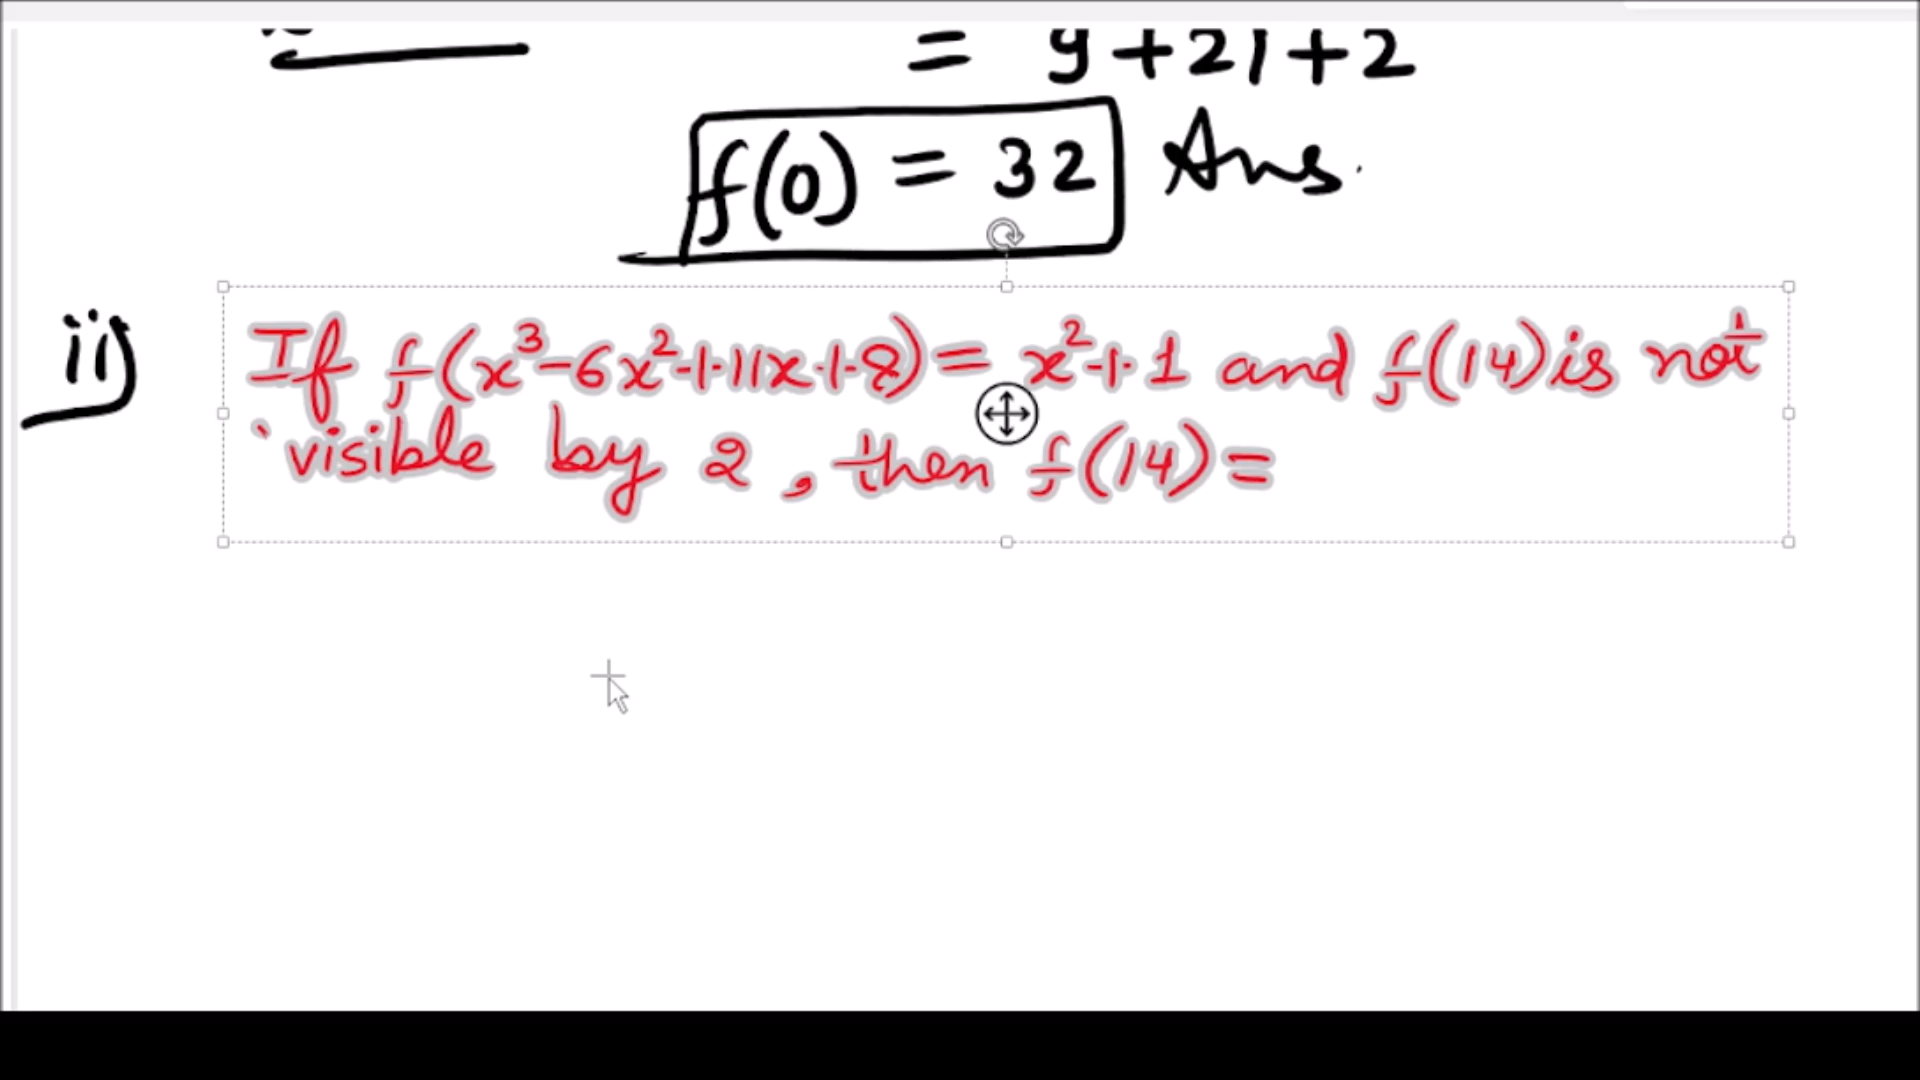 = 9+21+2
f(0) = 32 Ans.
ii) If f(x³-6x²+11x+8) = x²+1 and f(14) is not
visible by 2, then f(14) =